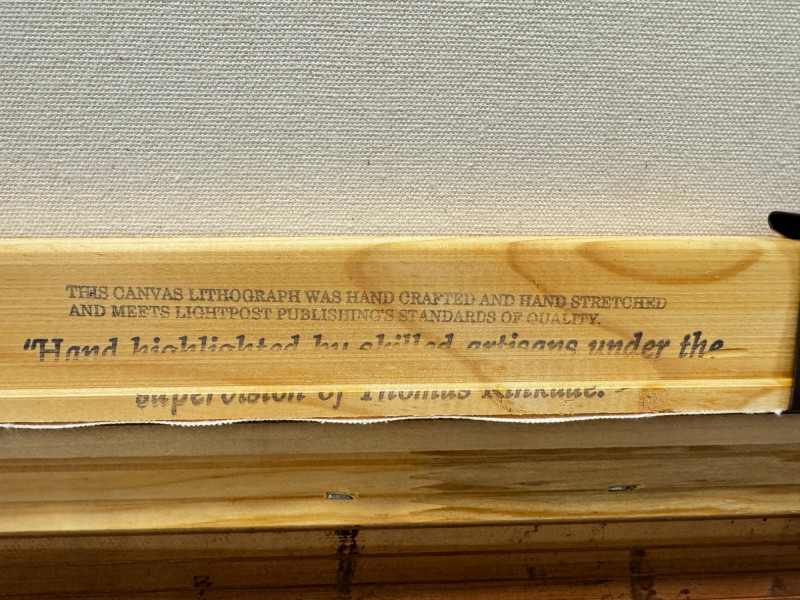 THIS CANVAS LITHOGRAPH WAS HAND CRAFTED AND HAND STRETCHED
AND MEETS LIGHTPOST PUBLISHING'S STANDARDS OF QUALITY.
"Hand highlighted by skilled artisans under the
supervision of Thomas Kinkade."